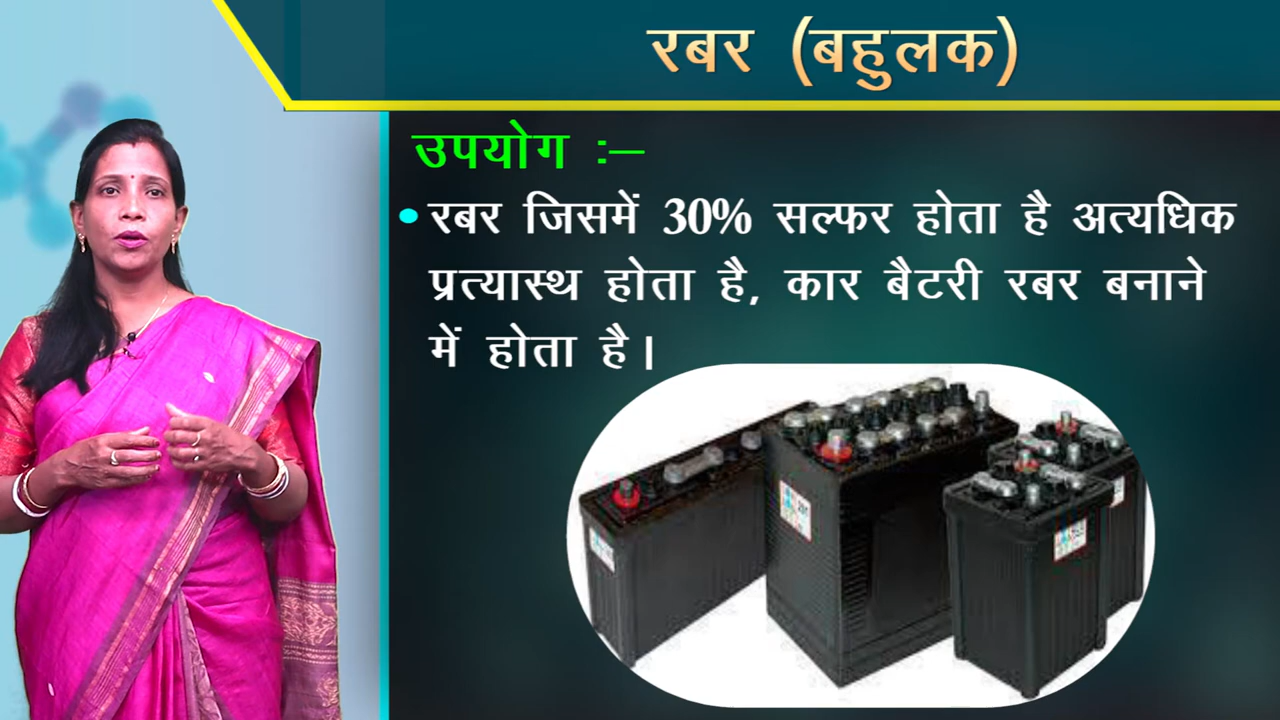 रबर (बहुलक)
उपयोग :–
• रबर जिसमें 30% सल्फर होता है अत्यधिक
प्रत्यास्थ होता है, कार बैटरी रबर बनाने
में होता है।